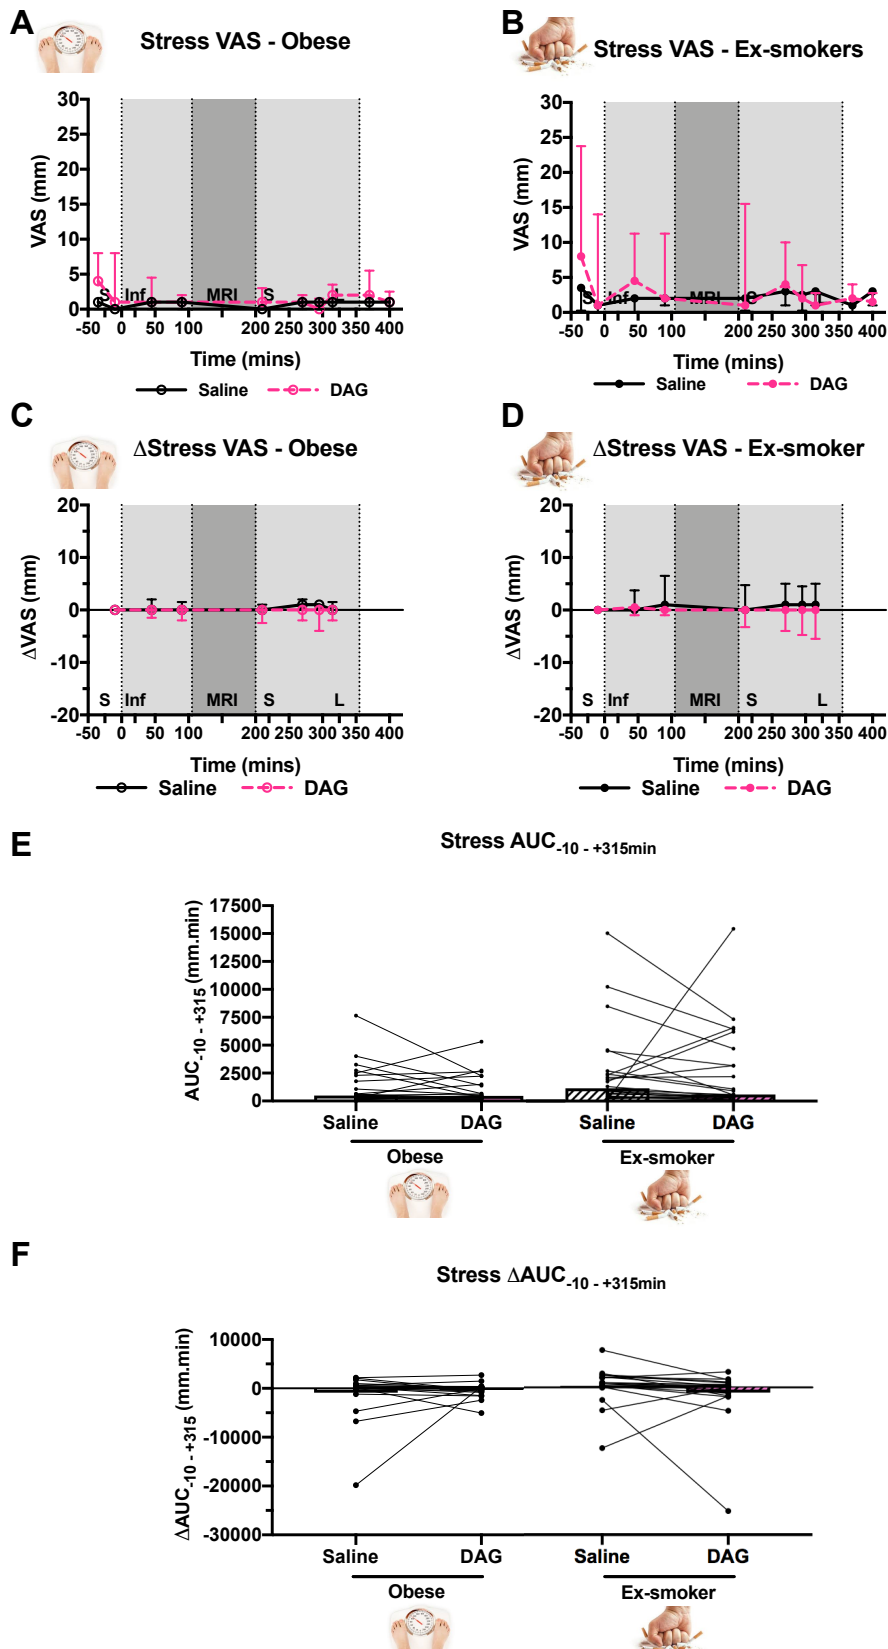 A
Stress VAS - Obese
VAS (mm)
30
25
20
15
10
5
0
S
Inf
MRI
S
-50
0
50
100
200
250
300
350
400
Time (mins)
Saline
DAG
B
Stress VAS - Ex-smokers
VAS (mm)
30
25
20
15
10
5
0
S
Inf
MRI
S
L
-50
0
50
100
200
250
300
350
400
Time (mins)
Saline
DAG
C
ΔStress VAS - Obese
ΔVAS (mm)
20
10
0
-10
-20
S
Inf
MRI
S
L
-50
0
50
100
200
250
300
350
400
Time (mins)
Saline
DAG
D
ΔStress VAS - Ex-smoker
ΔVAS (mm)
20
10
0
-10
-20
S
Inf
MRI
S
L
-50
0
50
100
200
250
300
350
400
Time (mins)
Saline
DAG
E
Stress AUC-10 - +315min
AUC-10 - +315 (mm.min)
17500
15000
12500
10000
7500
5000
2500
0
Saline
DAG
Saline
DAG
Obese
Ex-smoker
F
Stress ΔAUC-10 - +315min
ΔAUC-10 - +315 (mm.min)
10000
0
-10000
-20000
-30000
Saline
DAG
Saline
DAG
Obese
Ex-smoker